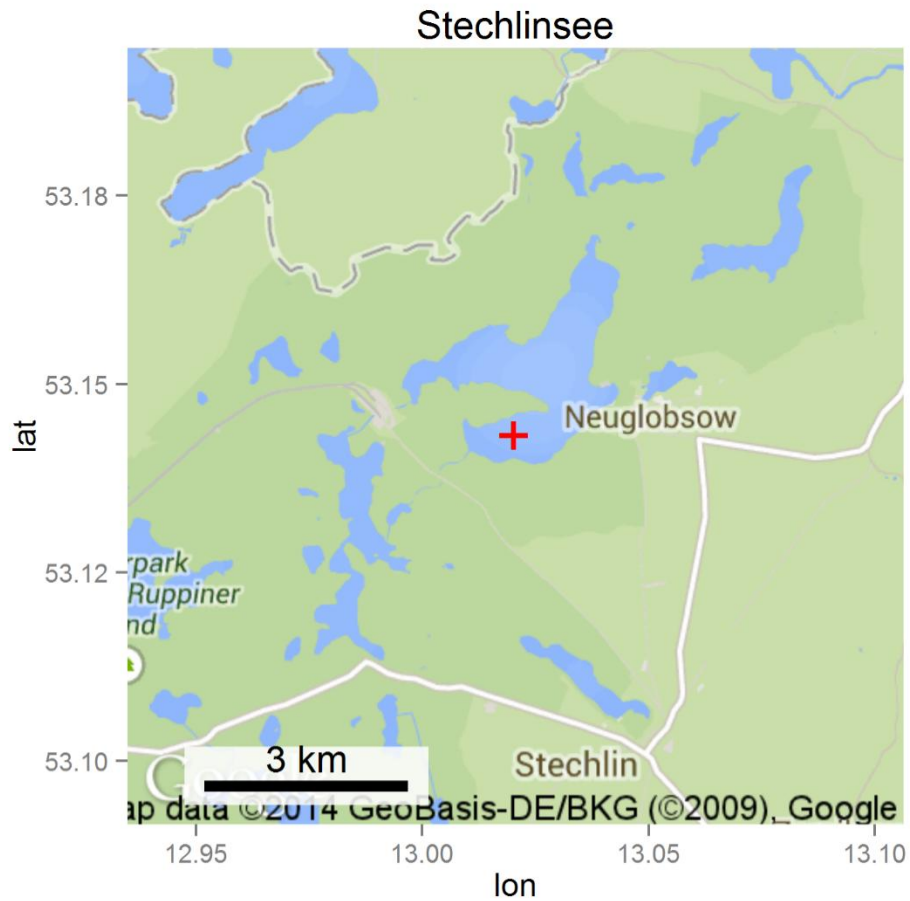 Stechlinsee
53.18
53.15
Neuglobsow
lat
53.12
rpark
Ruppiner
nd
Stechlin
53.10
3 km
ap data ©2014 GeoBasis-DE/BKG (©2009), Google
12.95
13.00
13.05
13.10
lon